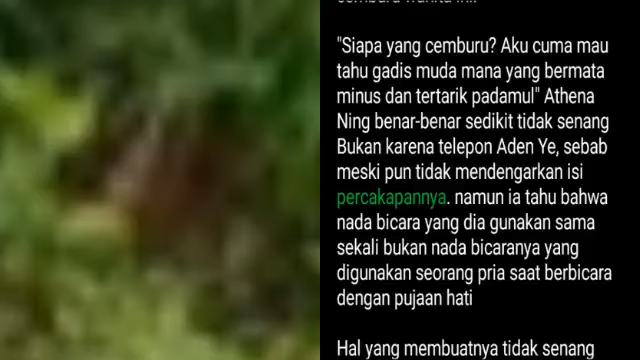 "Siapa yang cemburu? Aku cuma mau
tahu gadis muda mana yang bermata
minus dan tertarik padamul" Athena
Ning benar-benar sedikit tidak senang
Bukan karena telepon Aden Ye, sebab
meski pun tidak mendengarkan isi
percakapannya. namun ia tahu bahwa
nada bicara yang dia gunakan sama
sekali bukan nada bicaranya yang
digunakan seorang pria saat berbicara
dengan pujaan hati
Hal yang membuatnya tidak senang